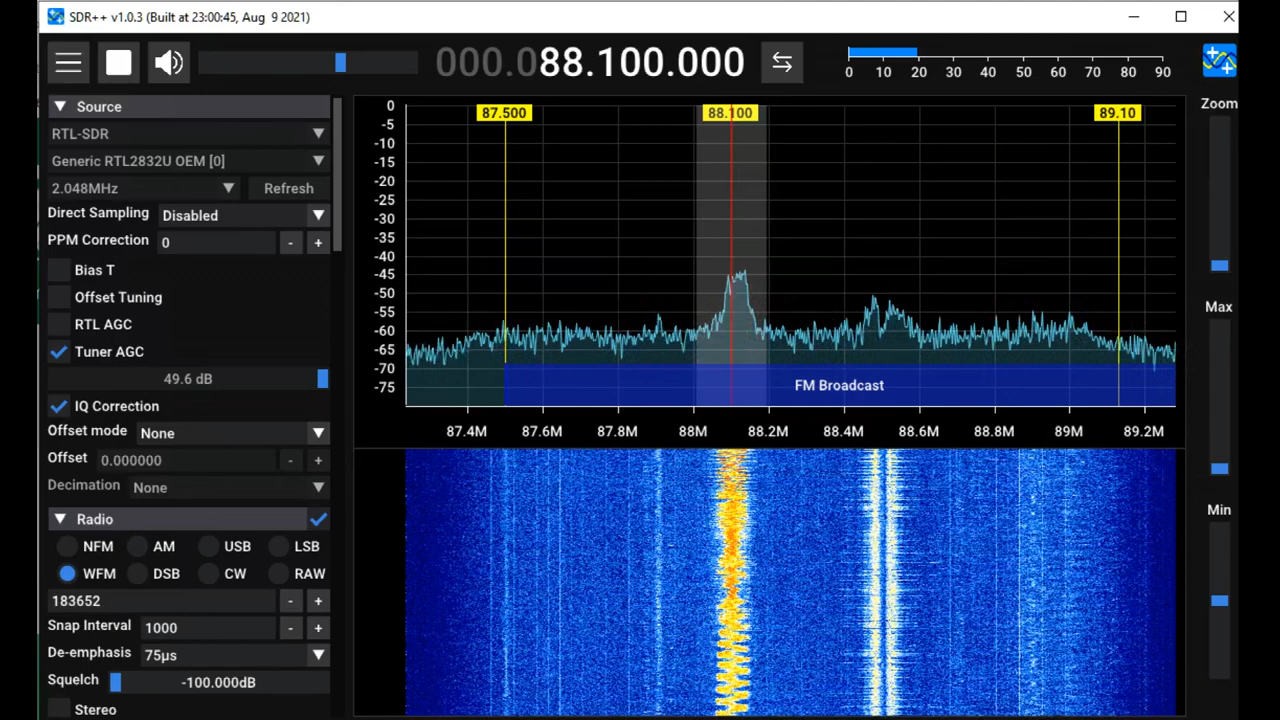 SDR++ v1.0.3 (Built at 23:00:45, Aug 9 2021)
000.088.100.000
0 10 20 30 40 50 60 70 80 90
Source
RTL-SDR
Generic RTL2832U OEM [0]
2.048MHz Refresh
Direct Sampling Disabled
PPM Correction 0 - +
Bias T
Offset Tuning
RTL AGC
Tuner AGC
49.6 dB
IQ Correction
Offset mode None
Offset 0.000000 - +
Decimation None
Radio
NFM AM USB LSB
WFM DSB CW RAW
183652 - +
Snap Interval 1000 - +
De-emphasis 75µs
Squelch -100.000dB
Stereo
87.500 88.100 89.10
0
-5
-10
-15
-20
-25
-30
-35
-40
-45
-50
-55
-60
-65
-70
-75
FM Broadcast
87.4M 87.6M 87.8M 88M 88.2M 88.4M 88.6M 88.8M 89M 89.2M
Zoom
Max
Min